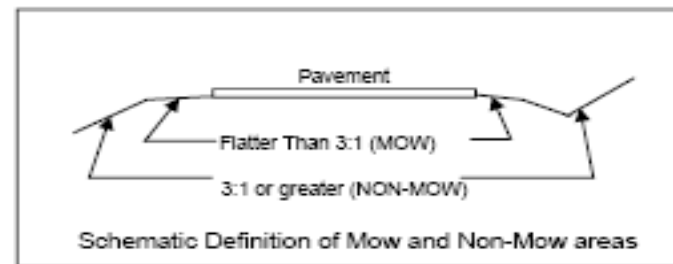 Pavement
Flatter Than 3:1 (MOW)
3:1 or greater (NON-MOW)
Schematic Definition of Mow and Non-Mow areas